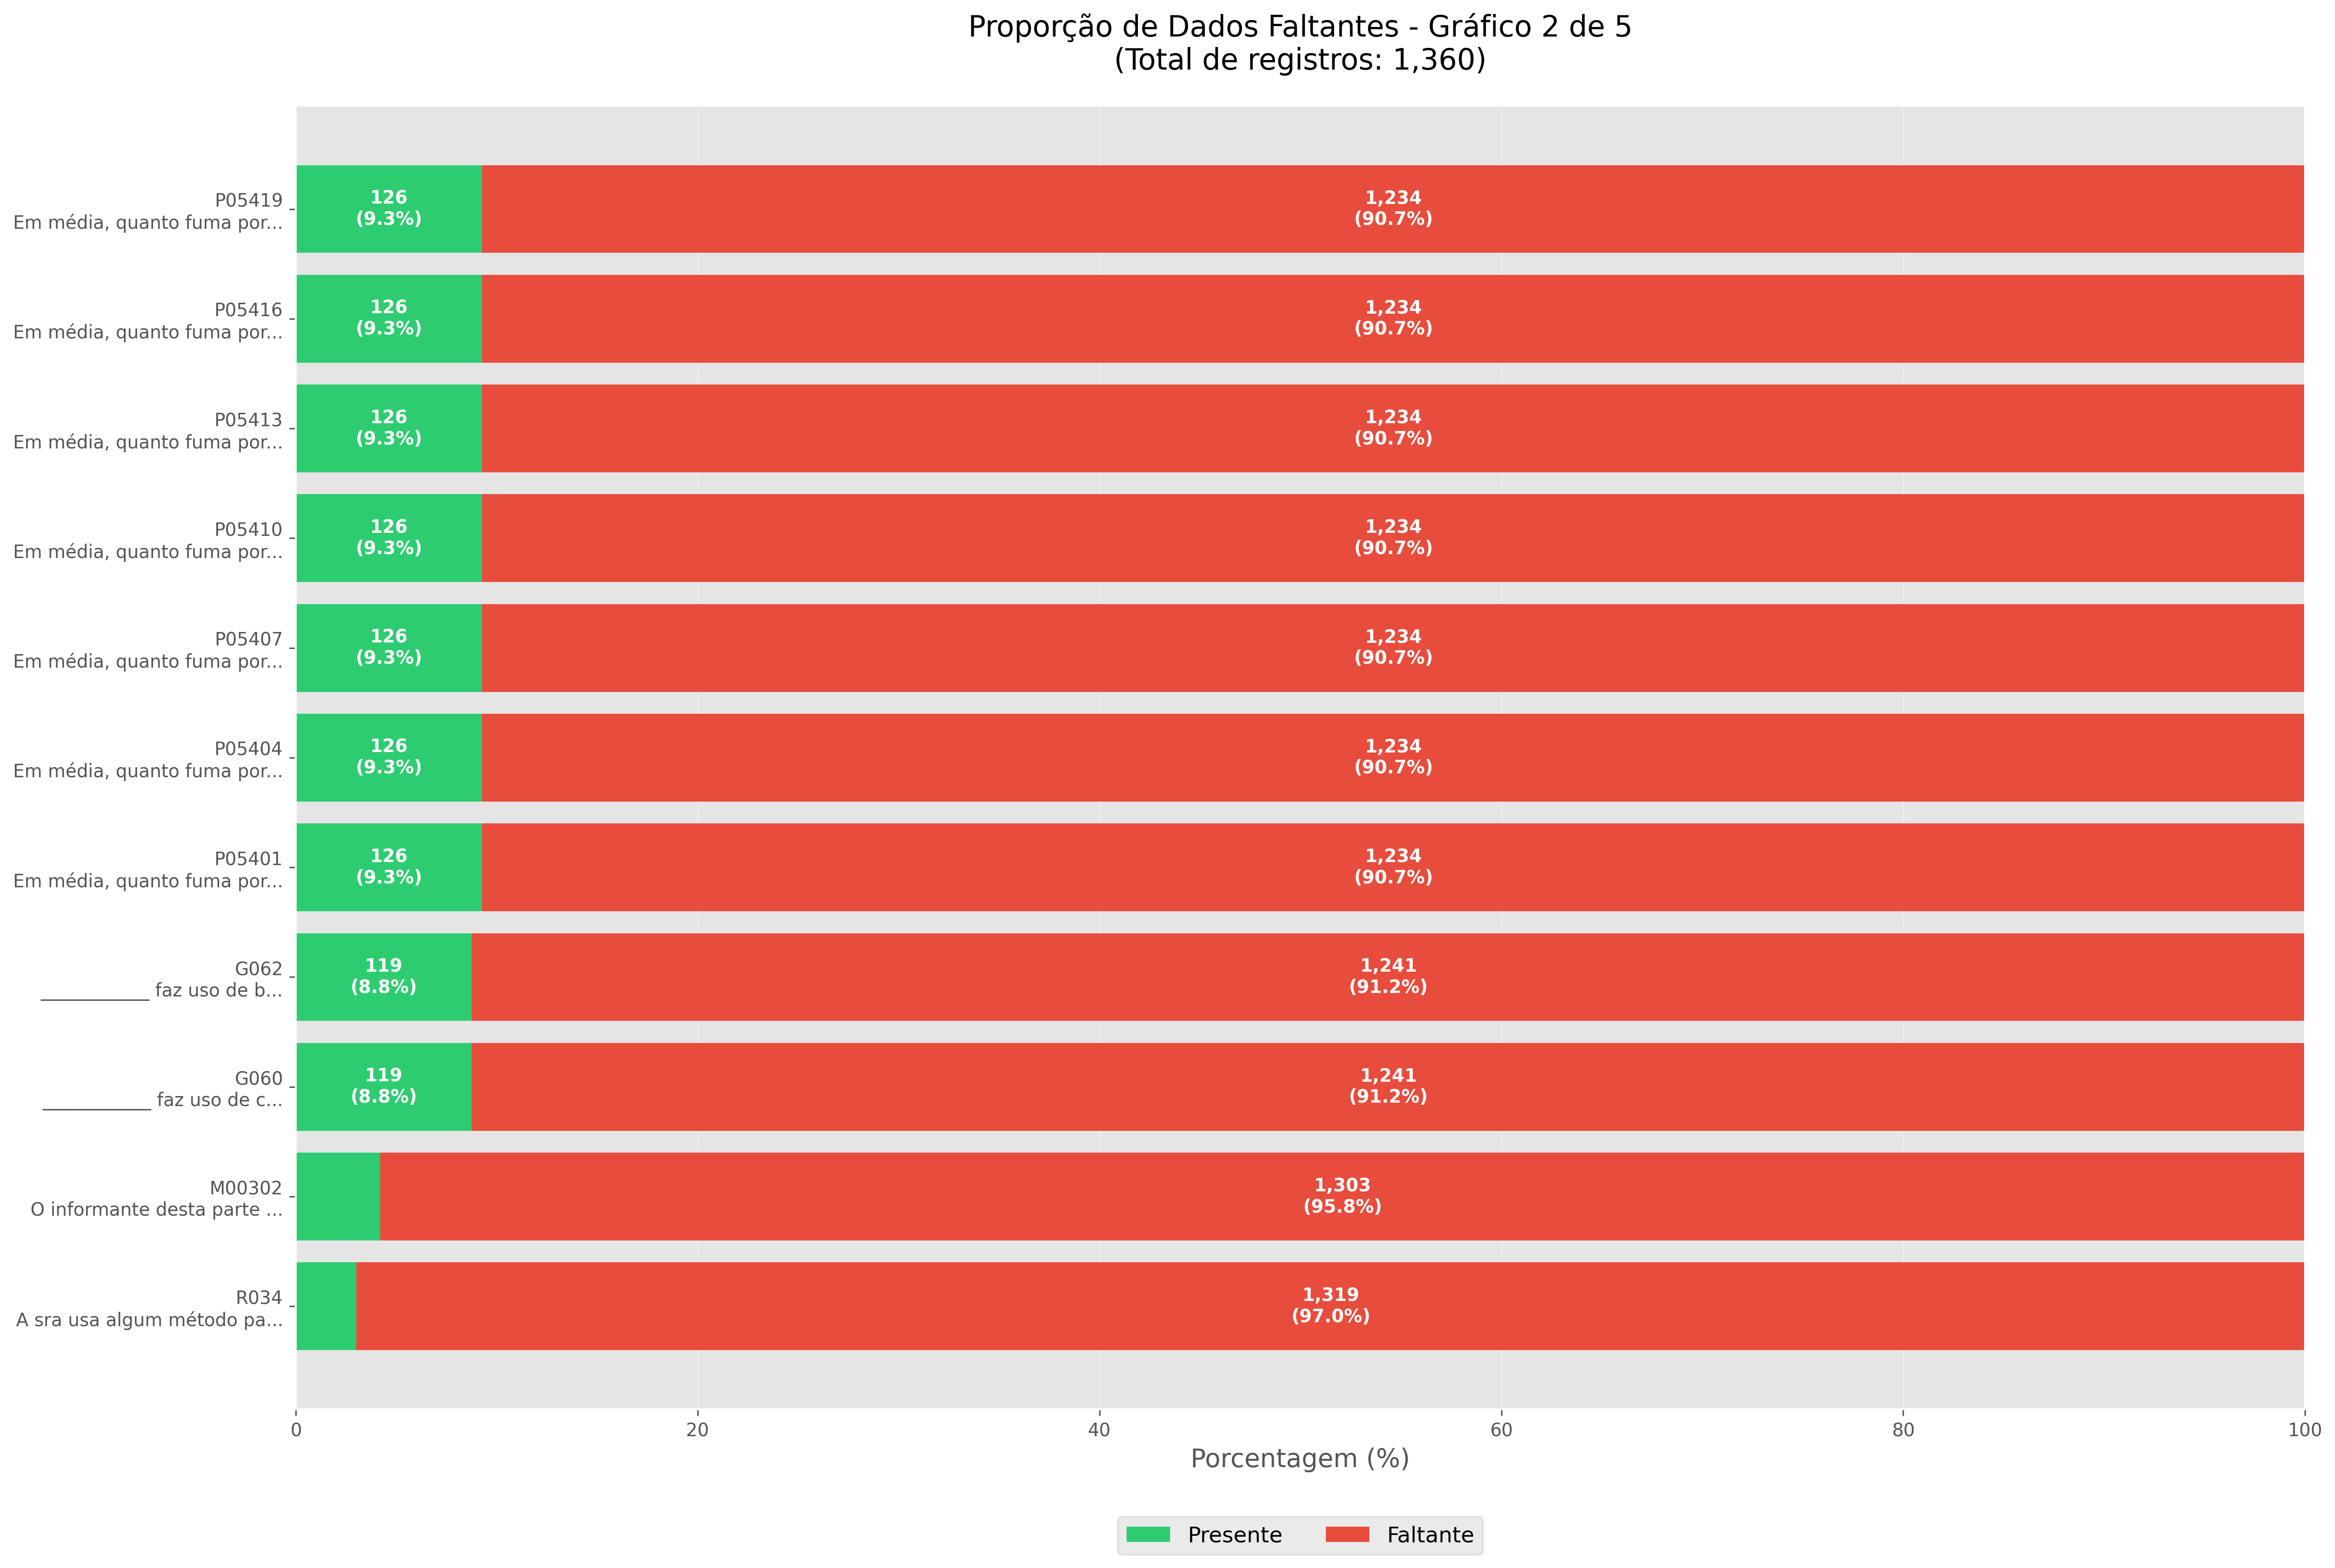 Proporção de Dados Faltantes - Gráfico 2 de 5
(Total de registros: 1,360)
P05419
Em média, quanto fuma por...
126
(9.3%)
1,234
(90.7%)
P05416
Em média, quanto fuma por...
126
(9.3%)
1,234
(90.7%)
P05413
Em média, quanto fuma por...
126
(9.3%)
1,234
(90.7%)
P05410
Em média, quanto fuma por...
126
(9.3%)
1,234
(90.7%)
P05407
Em média, quanto fuma por...
126
(9.3%)
1,234
(90.7%)
P05404
Em média, quanto fuma por...
126
(9.3%)
1,234
(90.7%)
P05401
Em média, quanto fuma por...
126
(9.3%)
1,234
(90.7%)
G062
____________ faz uso de b...
119
(8.8%)
1,241
(91.2%)
G060
____________ faz uso de c...
119
(8.8%)
1,241
(91.2%)
M00302
O informante desta parte ...
1,303
(95.8%)
R034
A sra usa algum método pa...
1,319
(97.0%)
0 20 40 60 80 100
Porcentagem (%)
Presente Faltante